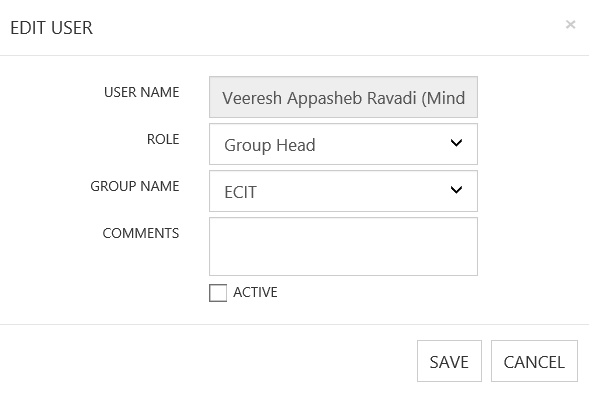 EDIT USER ×
USER NAME Veeresh Appasheb Ravadi (Mind
ROLE Group Head
GROUP NAME ECIT
COMMENTS
ACTIVE
SAVE CANCEL